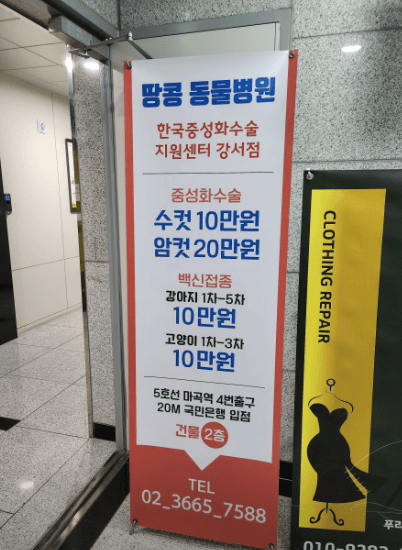 땅콩 동물병원
한국중성화수술
지원센터 강서점
중성화수술
수컷 10만원
암컷 20만원
백신접종
강아지 1차-5차
10만원
고양이 1차-3차
10만원
5호선 마곡역 4번출구
20M 국민은행 입점
건물 2층
TEL
02_3665_7588
CLOTHING REPAIR